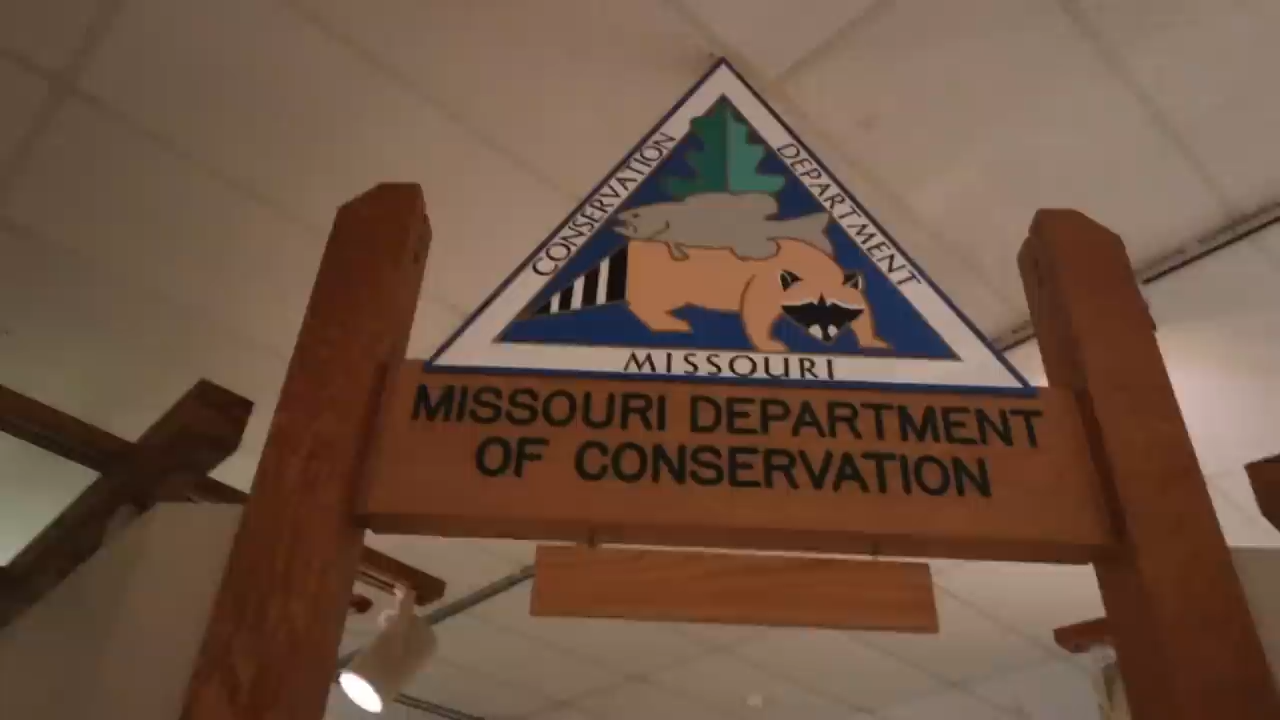 CONSERVATION
DEPARTMENT
MISSOURI
MISSOURI DEPARTMENT
OF CONSERVATION